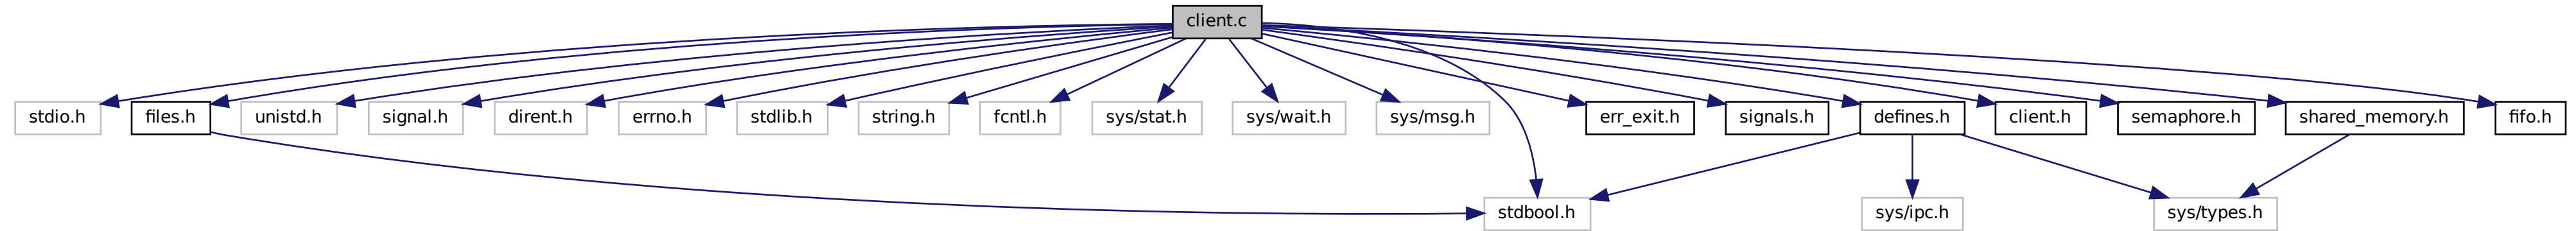 client.c
stdio.h
files.h
unistd.h
signal.h
dirent.h
errno.h
stdlib.h
string.h
fcntl.h
sys/stat.h
sys/wait.h
sys/msg.h
err_exit.h
signals.h
defines.h
client.h
semaphore.h
shared_memory.h
fifo.h
stdbool.h
sys/ipc.h
sys/types.h